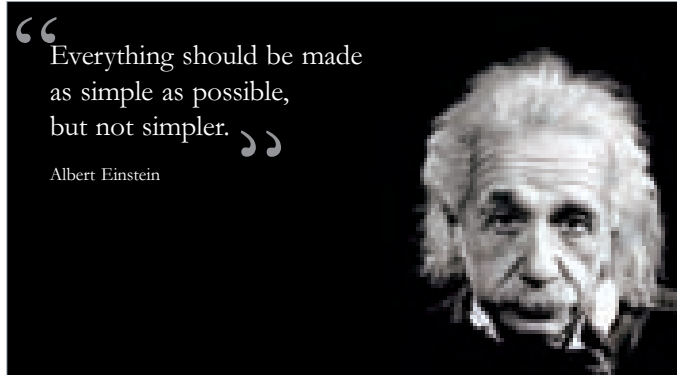 “Everything should be made
as simple as possible,
but not simpler.”
Albert Einstein